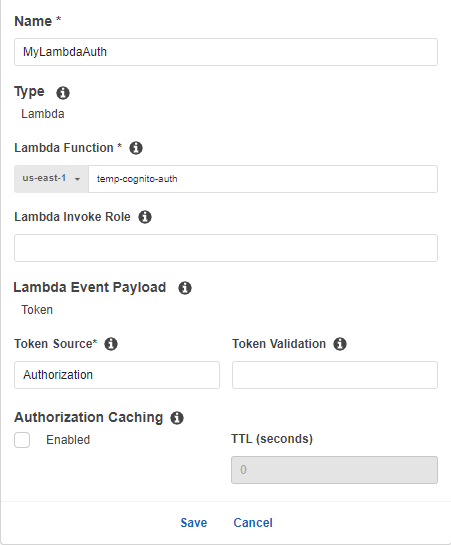 Name *
MyLambdaAuth
Type
Lambda
Lambda Function *
us-east-1 temp-cognito-auth
Lambda Invoke Role
Lambda Event Payload
Token
Token Source* Token Validation
Authorization
Authorization Caching
Enabled TTL (seconds)
0
Save Cancel